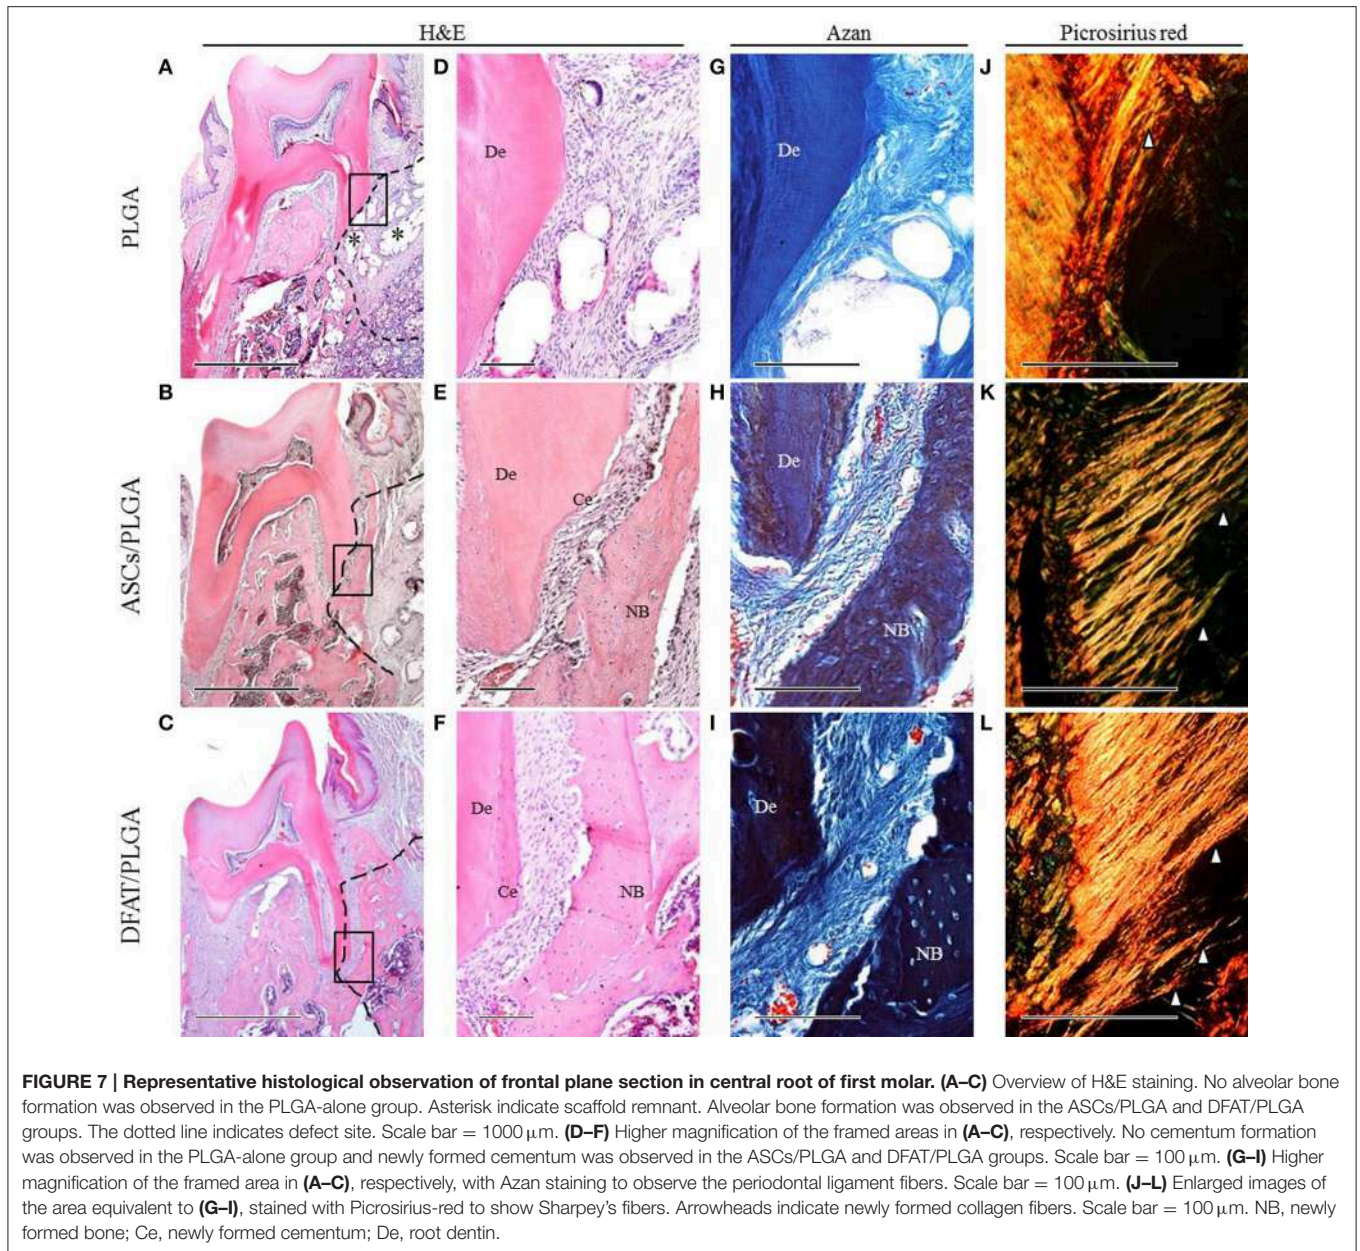 H&E
Azan
Picrosirius red
A
D
G
J
De
De
PLGA
*
*
B
E
H
K
De
De
Ce
ASCs/PLGA
NB
NB
C
F
I
L
De
De
DFAT/PLGA
Ce
NB
NB
FIGURE 7 | Representative histological observation of frontal plane section in central root of first molar. (A–C) Overview of H&E staining. No alveolar bone
formation was observed in the PLGA-alone group. Asterisk indicate scaffold remnant. Alveolar bone formation was observed in the ASCs/PLGA and DFAT/PLGA
groups. The dotted line indicates defect site. Scale bar = 1000 μm. (D–F) Higher magnification of the framed areas in (A–C), respectively. No cementum formation
was observed in the PLGA-alone group and newly formed cementum was observed in the ASCs/PLGA and DFAT/PLGA groups. Scale bar = 100 μm. (G–I) Higher
magnification of the framed area in (A–C), respectively, with Azan staining to observe the periodontal ligament fibers. Scale bar = 100 μm. (J–L) Enlarged images of
the area equivalent to (G–I), stained with Picrosirius-red to show Sharpey's fibers. Arrowheads indicate newly formed collagen fibers. Scale bar = 100 μm. NB, newly
formed bone; Ce, newly formed cementum; De, root dentin.